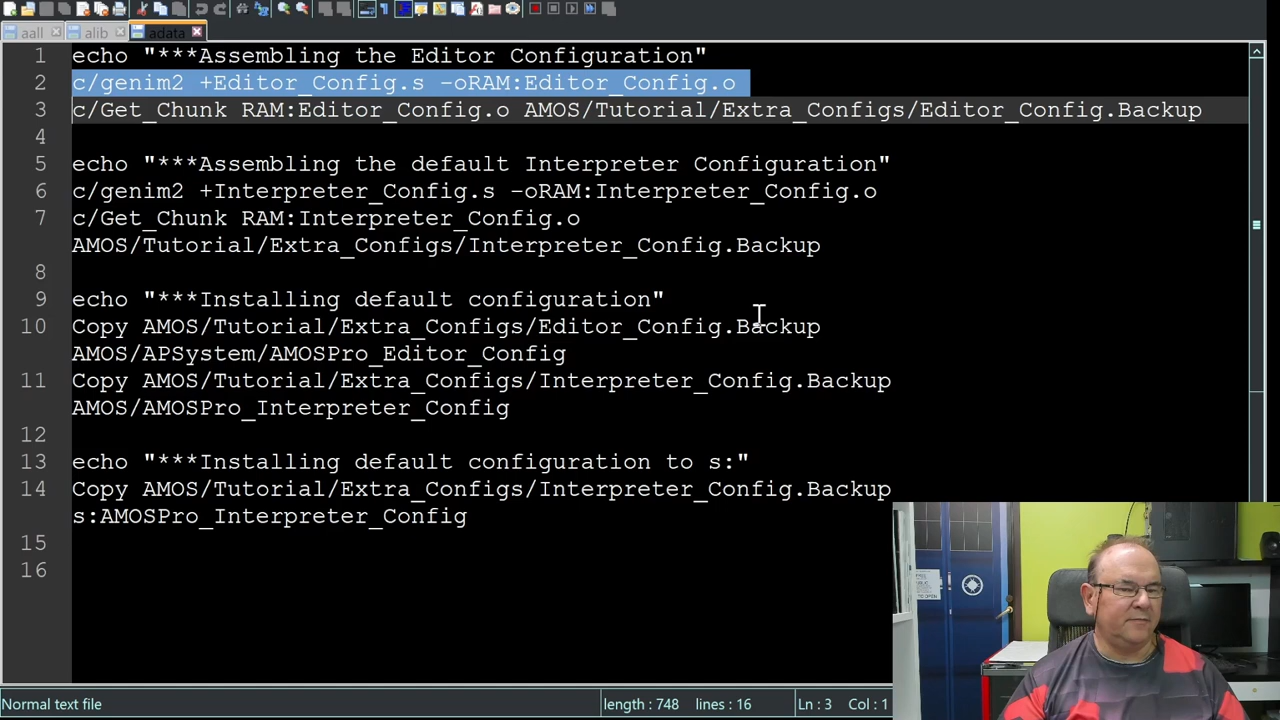 aall
alib
adata
1 echo "***Assembling the Editor Configuration"
2 c/genim2 +Editor_Config.s -oRAM:Editor_Config.o
3 c/Get_Chunk RAM:Editor_Config.o AMOS/Tutorial/Extra_Configs/Editor_Config.Backup
4
5 echo "***Assembling the default Interpreter Configuration"
6 c/genim2 +Interpreter_Config.s -oRAM:Interpreter_Config.o
7 c/Get_Chunk RAM:Interpreter_Config.o
AMOS/Tutorial/Extra_Configs/Interpreter_Config.Backup
8
9 echo "***Installing default configuration"
10 Copy AMOS/Tutorial/Extra_Configs/Editor_Config.Backup
AMOS/APSystem/AMOSPro_Editor_Config
11 Copy AMOS/Tutorial/Extra_Configs/Interpreter_Config.Backup
AMOS/AMOSPro_Interpreter_Config
12
13 echo "***Installing default configuration to s:"
14 Copy AMOS/Tutorial/Extra_Configs/Interpreter_Config.Backup
s:AMOSPro_Interpreter_Config
15
16
Normal text file
length : 748 lines : 16
Ln : 3 Col : 1